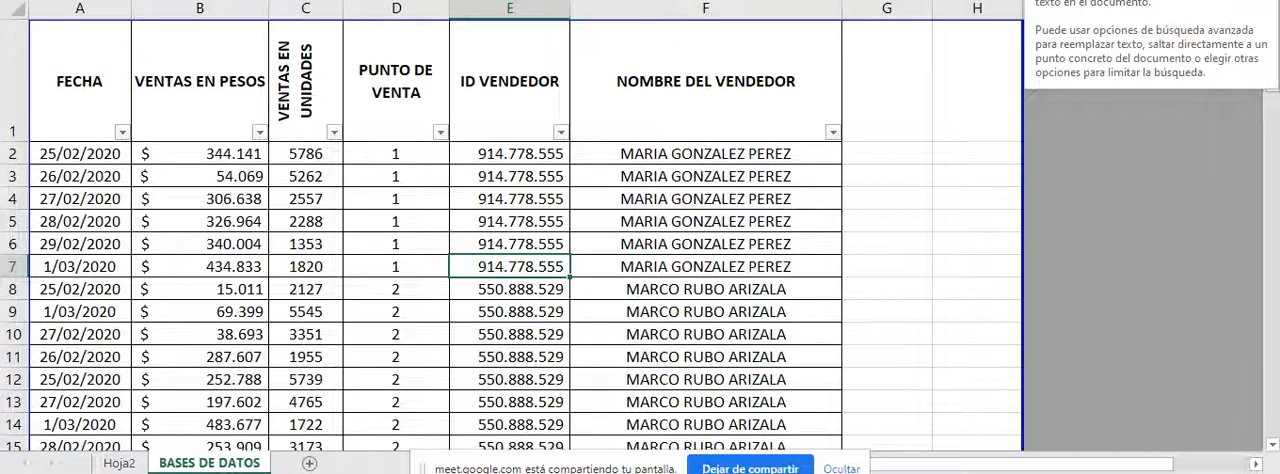 A B C D E F G H
texto en el documento.
Puede usar opciones de búsqueda avanzada
para reemplazar texto, saltar directamente a un
punto concreto del documento o elegir otras
opciones para limitar la búsqueda.
1 FECHA VENTAS EN PESOS VENTAS EN UNIDADES PUNTO DE VENTA ID VENDEDOR NOMBRE DEL VENDEDOR
2 25/02/2020 $ 344.141 5786 1 914.778.555 MARIA GONZALEZ PEREZ
3 26/02/2020 $ 54.069 5262 1 914.778.555 MARIA GONZALEZ PEREZ
4 27/02/2020 $ 306.638 2557 1 914.778.555 MARIA GONZALEZ PEREZ
5 28/02/2020 $ 326.964 2288 1 914.778.555 MARIA GONZALEZ PEREZ
6 29/02/2020 $ 340.004 1353 1 914.778.555 MARIA GONZALEZ PEREZ
7 1/03/2020 $ 434.833 1820 1 914.778.555 MARIA GONZALEZ PEREZ
8 25/02/2020 $ 15.011 2127 2 550.888.529 MARCO RUBO ARIZALA
9 1/03/2020 $ 69.399 5545 2 550.888.529 MARCO RUBO ARIZALA
10 27/02/2020 $ 38.693 3351 2 550.888.529 MARCO RUBO ARIZALA
11 26/02/2020 $ 287.607 1955 2 550.888.529 MARCO RUBO ARIZALA
12 25/02/2020 $ 252.788 5739 2 550.888.529 MARCO RUBO ARIZALA
13 27/02/2020 $ 197.602 4765 2 550.888.529 MARCO RUBO ARIZALA
14 1/03/2020 $ 483.677 1722 2 550.888.529 MARCO RUBO ARIZALA
15 28/02/2020 $ 253.909 3173 2 550.888.529 MARCO RUBO ARIZALA
Hoja2 BASES DE DATOS
meet.google.com está compartiendo tu pantalla. Dejar de compartir Ocultar